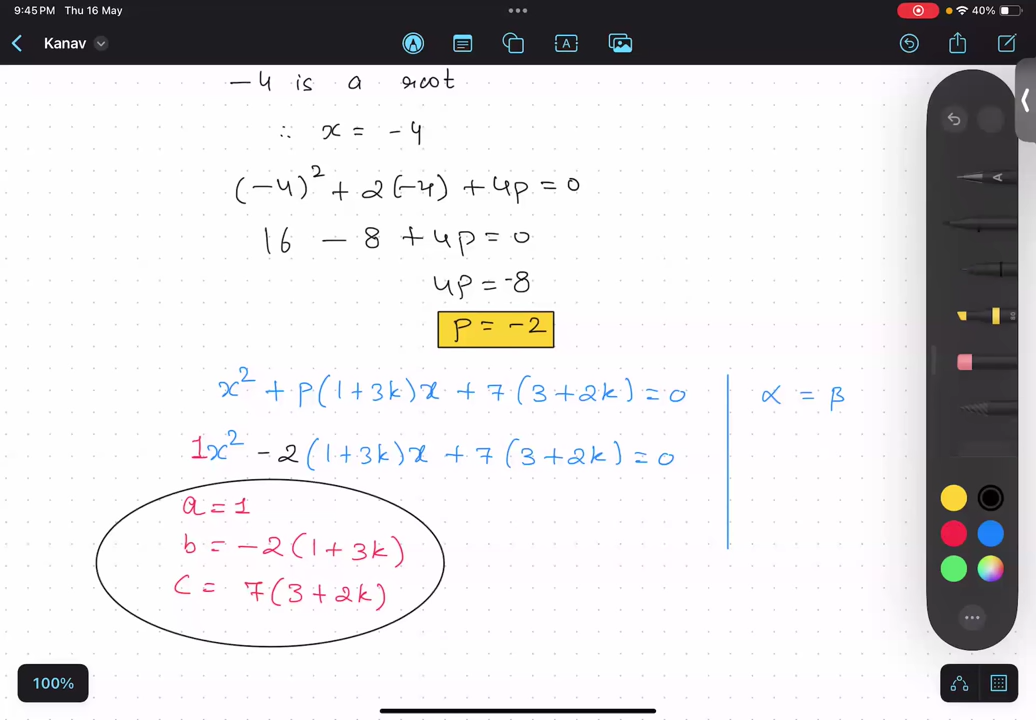 9:45 PM Thu 16 May
40%
Kanav
A
-4 is a root
∴ x = -4
(-4)² + 2(-4) + 4p = 0
16 - 8 + 4p = 0
4p = -8
p = -2
x² + p(1+3k)x + 7(3+2k) = 0
α = β
1x² - 2(1+3k)x + 7(3+2k) = 0
a = 1
b = -2(1+3k)
c = 7(3+2k)
100%